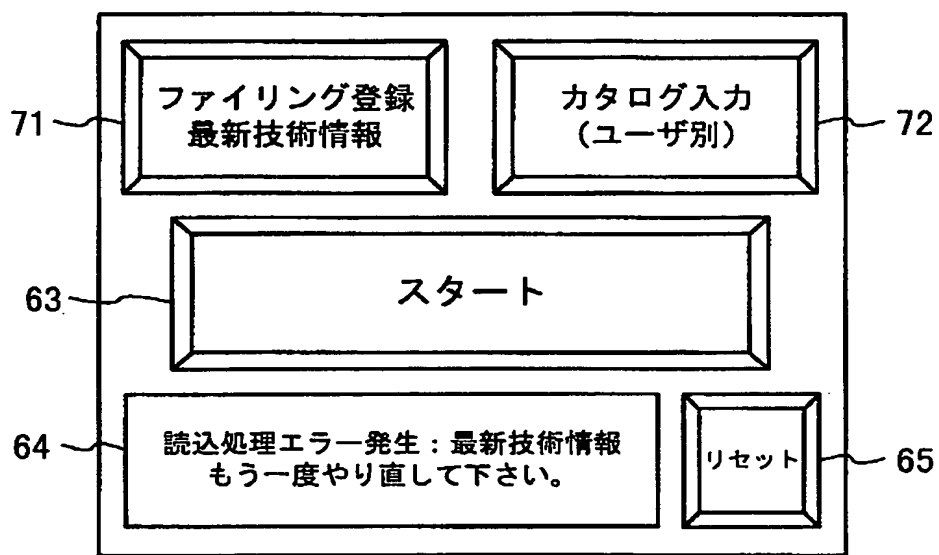 ファイリング登録
最新技術情報
カタログ入力
(ユーザ別)
71
72
スタート
63
読込処理エラー発生:最新技術情報
もう一度やり直して下さい。
リセット
64
65